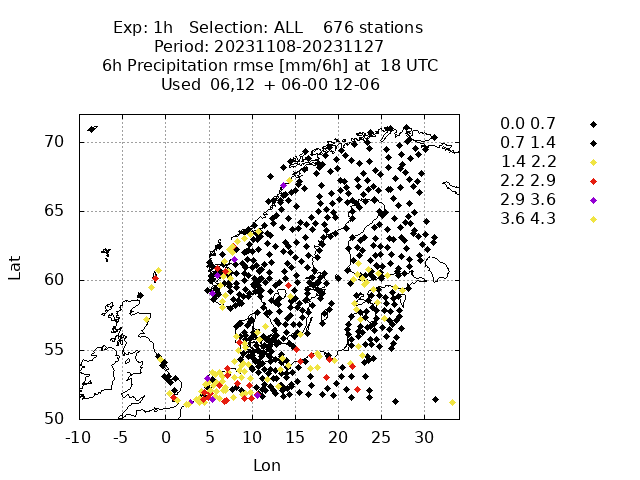 Exp: 1h   Selection: ALL    676 stations
Period: 20231108-20231127
6h Precipitation rmse [mm/6h] at  18 UTC
Used  06,12  + 06-00 12-06
0.0 0.7
0.7 1.4
1.4 2.2
2.2 2.9
2.9 3.6
3.6 4.3
70
65
60
55
50
Lat
-10 -5 0 5 10 15 20 25 30
Lon